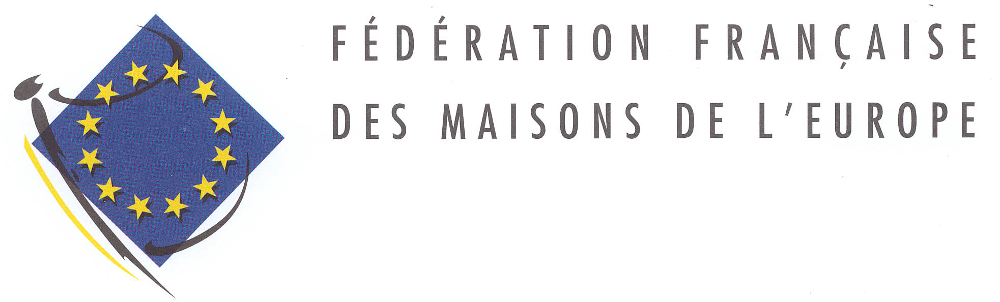 FÉDÉRATION FRANÇAISE
DES MAISONS DE L'EUROPE